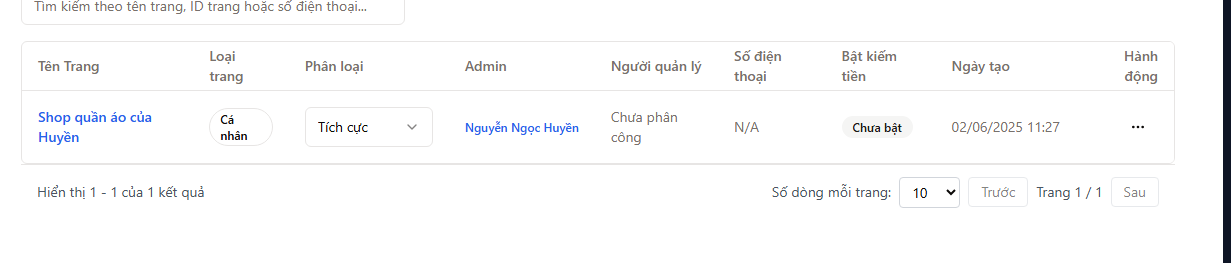 Tìm kiếm theo tên trang, ID trang hoặc số điện thoại...
Tên Trang
Loại
trang
Phân loại
Admin
Người quản lý
Số điện
thoại
Bật kiếm
tiền
Ngày tạo
Hành
động
Shop quần áo của
Huyền
Cá
nhân
Tích cực
Nguyễn Ngọc Huyền
Chưa phân
công
N/A
Chưa bật
02/06/2025 11:27
Hiển thị 1 - 1 của 1 kết quả
Số dòng mỗi trang:
10
Trước
Trang 1 / 1
Sau